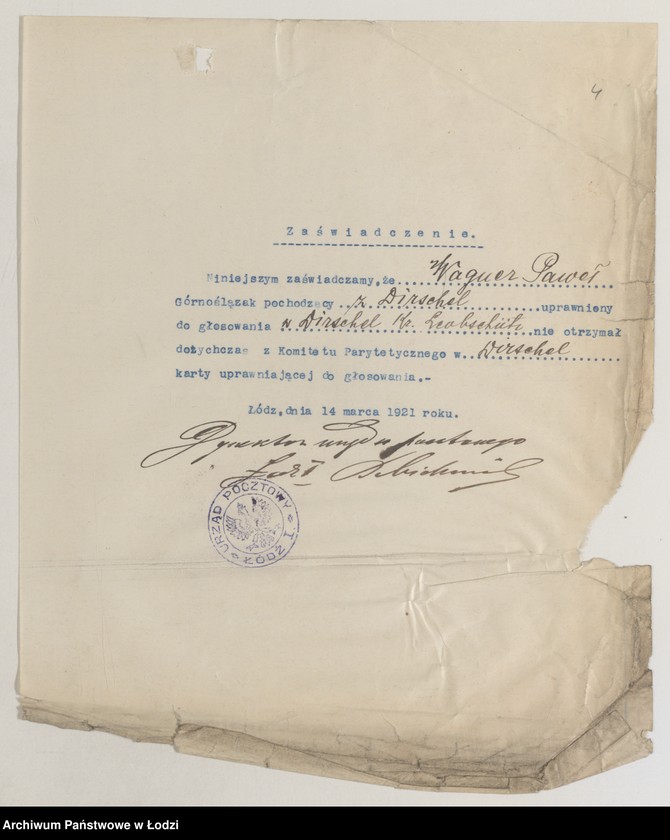 4
Zaświadczenie.
Niniejszym zaświadczamy, że Wagner Paweł
Górnoślązak pochodzący z Dirschel uprawniony
do głosowania w Dirschel Kr. Leobschütz nie otrzymał
dotychczas z Komitetu Parytetycznego w Dirschel
karty uprawniającej do głosowania.-
Łódz, dnia 14 marca 1921 roku.
Dyrektor urzędu pocztowego
URZĄD POCZTOWY ŁÓDŹ I
Archiwum Państwowe w Łodzi